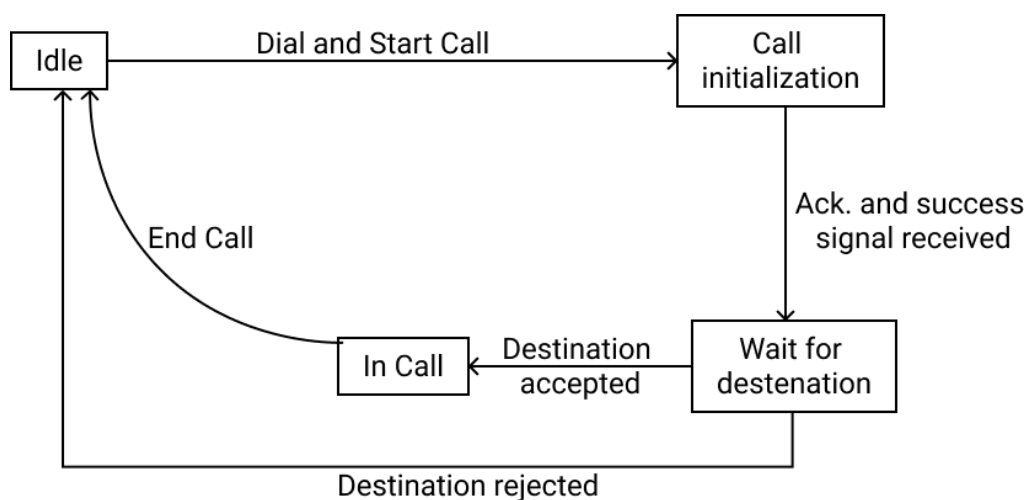 Idle
Dial and Start Call
Call
initialization
Ack. and success
signal received
End Call
In Call
Destination
accepted
Wait for
destenation
Destination rejected